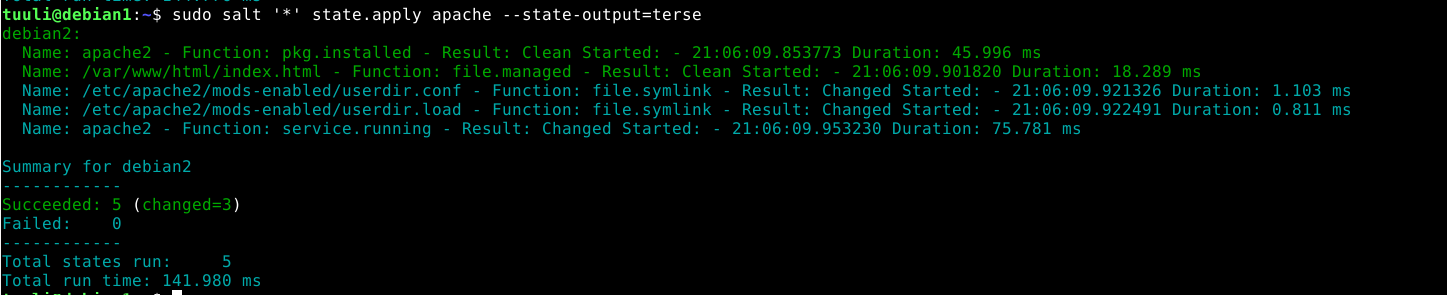 tuuli@debian1:~$ sudo salt '*' state.apply apache --state-output=terse
debian2:
  Name: apache2 - Function: pkg.installed - Result: Clean Started: - 21:06:09.853773 Duration: 45.996 ms
  Name: /var/www/html/index.html - Function: file.managed - Result: Clean Started: - 21:06:09.901820 Duration: 18.289 ms
  Name: /etc/apache2/mods-enabled/userdir.conf - Function: file.symlink - Result: Changed Started: - 21:06:09.921326 Duration: 1.103 ms
  Name: /etc/apache2/mods-enabled/userdir.load - Function: file.symlink - Result: Changed Started: - 21:06:09.922491 Duration: 0.811 ms
  Name: apache2 - Function: service.running - Result: Changed Started: - 21:06:09.953230 Duration: 75.781 ms

Summary for debian2
------------
Succeeded: 5 (changed=3)
Failed:    0
------------
Total states run:     5
Total run time: 141.980 ms